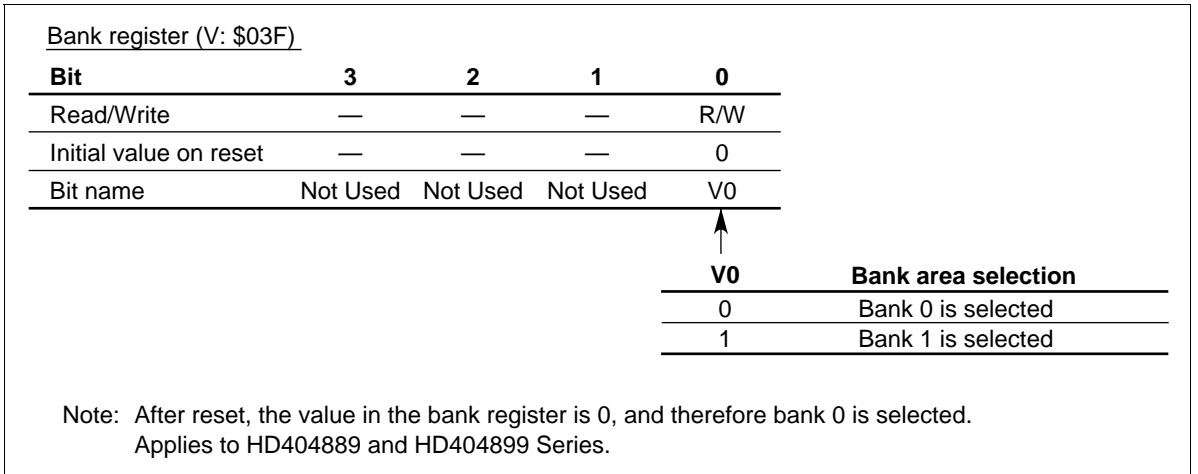 Bank register (V: $03F)
Bit 3 2 1 0
Read/Write — — — R/W
Initial value on reset — — — 0
Bit name Not Used Not Used Not Used V0
V0 Bank area selection
0 Bank 0 is selected
1 Bank 1 is selected
Note: After reset, the value in the bank register is 0, and therefore bank 0 is selected.
Applies to HD404889 and HD404899 Series.